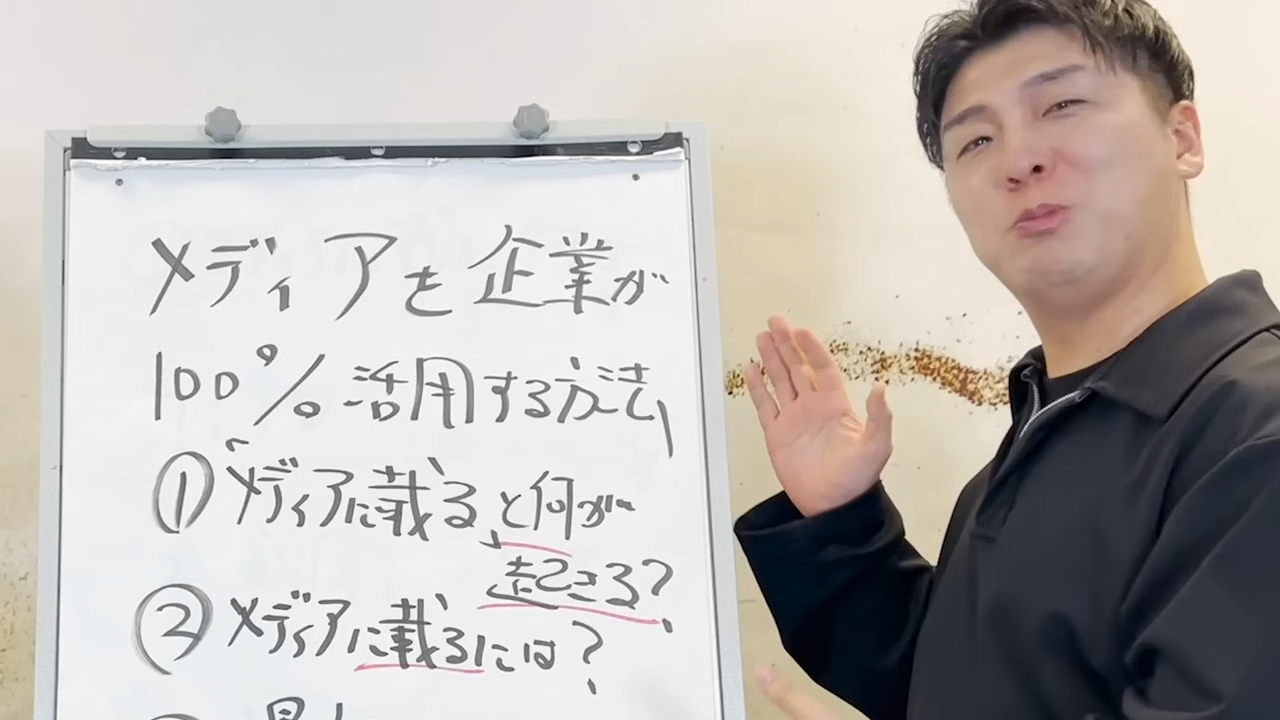 メディアを企業が
100%活用する方法
①「メディアに載る」と何が
起きる?
②メディアに載るには?